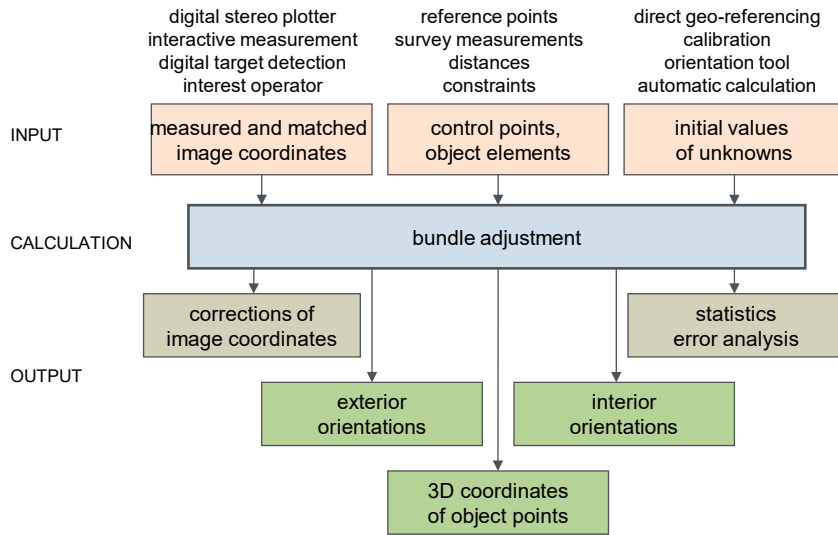 digital stereo plotter
interactive measurement
digital target detection
interest operator
reference points
survey measurements
distances
constraints
direct geo-referencing
calibration
orientation tool
automatic calculation
INPUT
measured and matched
image coordinates
control points,
object elements
initial values
of unknowns
CALCULATION
bundle adjustment
corrections of
image coordinates
statistics
error analysis
OUTPUT
exterior
orientations
interior
orientations
3D coordinates
of object points